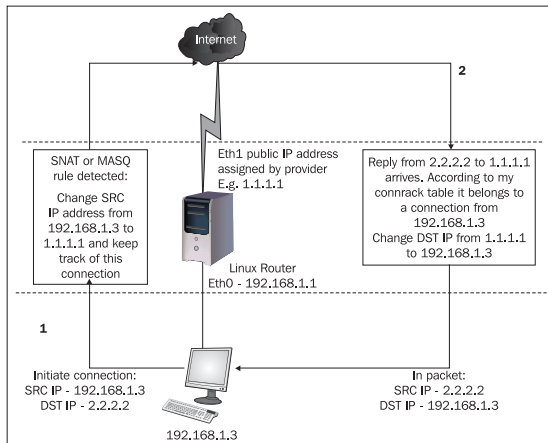 Internet
2
SNAT or MASQ
rule detected:
Change SRC
IP address from
192.168.1.3 to
1.1.1.1 and keep
track of this
connection
Eth1 public IP address
assigned by provider
E.g. 1.1.1.1
Reply from 2.2.2.2 to 1.1.1.1
arrives. According to my
connrack table it belongs to
a connection from
192.168.1.3
Change DST IP from 1.1.1.1
to 192.168.1.3
Linux Router
Eth0 - 192.168.1.1
1
Initiate connection:
SRC IP - 192.168.1.3
DST IP - 2.2.2.2
In packet:
SRC IP - 2.2.2.2
DST IP - 192.168.1.3
192.168.1.3